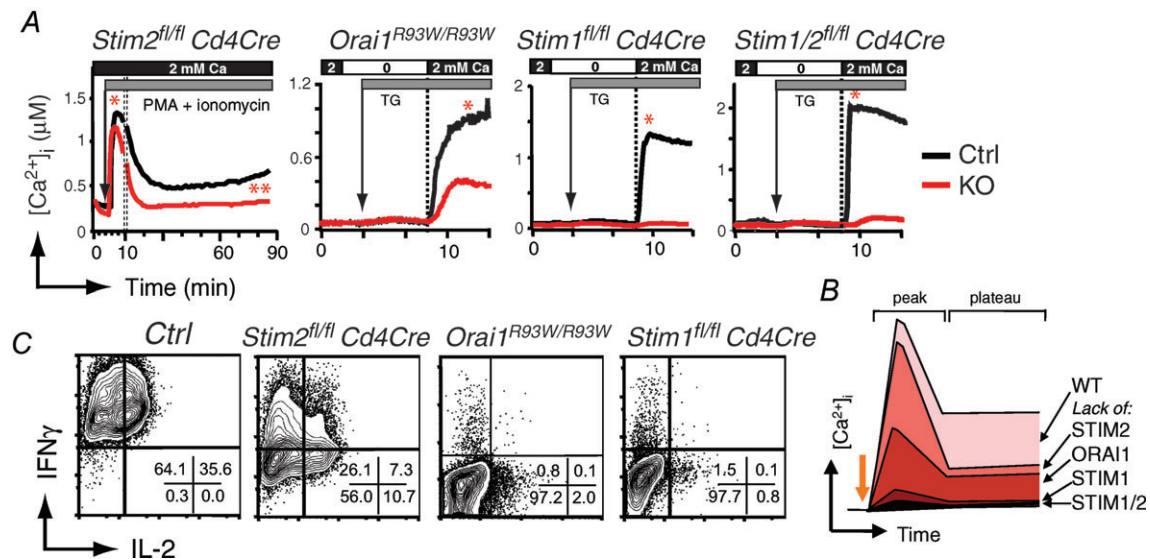 A
Stim2fl/fl Cd4Cre
Orai1R93W/R93W
Stim1fl/fl Cd4Cre
Stim1/2fl/fl Cd4Cre
2 mM Ca
2 0 2 mM Ca
2 0 2 mM Ca
2 0 2 mM Ca
PMA + ionomycin
TG
TG
TG
* ** * * *
[Ca2+]i (μM)
1.5
1
0.5
0
1.2
0.6
0
2
1
0
2
1
0
0 10 30 60 90
0 10
0 10
0 10
Time (min)
Ctrl
KO
B
peak plateau
[Ca2+]i
Time
WT
Lack of:
STIM2
ORAI1
STIM1
STIM1/2
C
Ctrl
Stim2fl/fl Cd4Cre
Orai1R93W/R93W
Stim1fl/fl Cd4Cre
64.1 35.6
0.3 0.0
26.1 7.3
56.0 10.7
0.8 0.1
97.2 2.0
1.5 0.1
97.7 0.8
IFNγ
IL-2